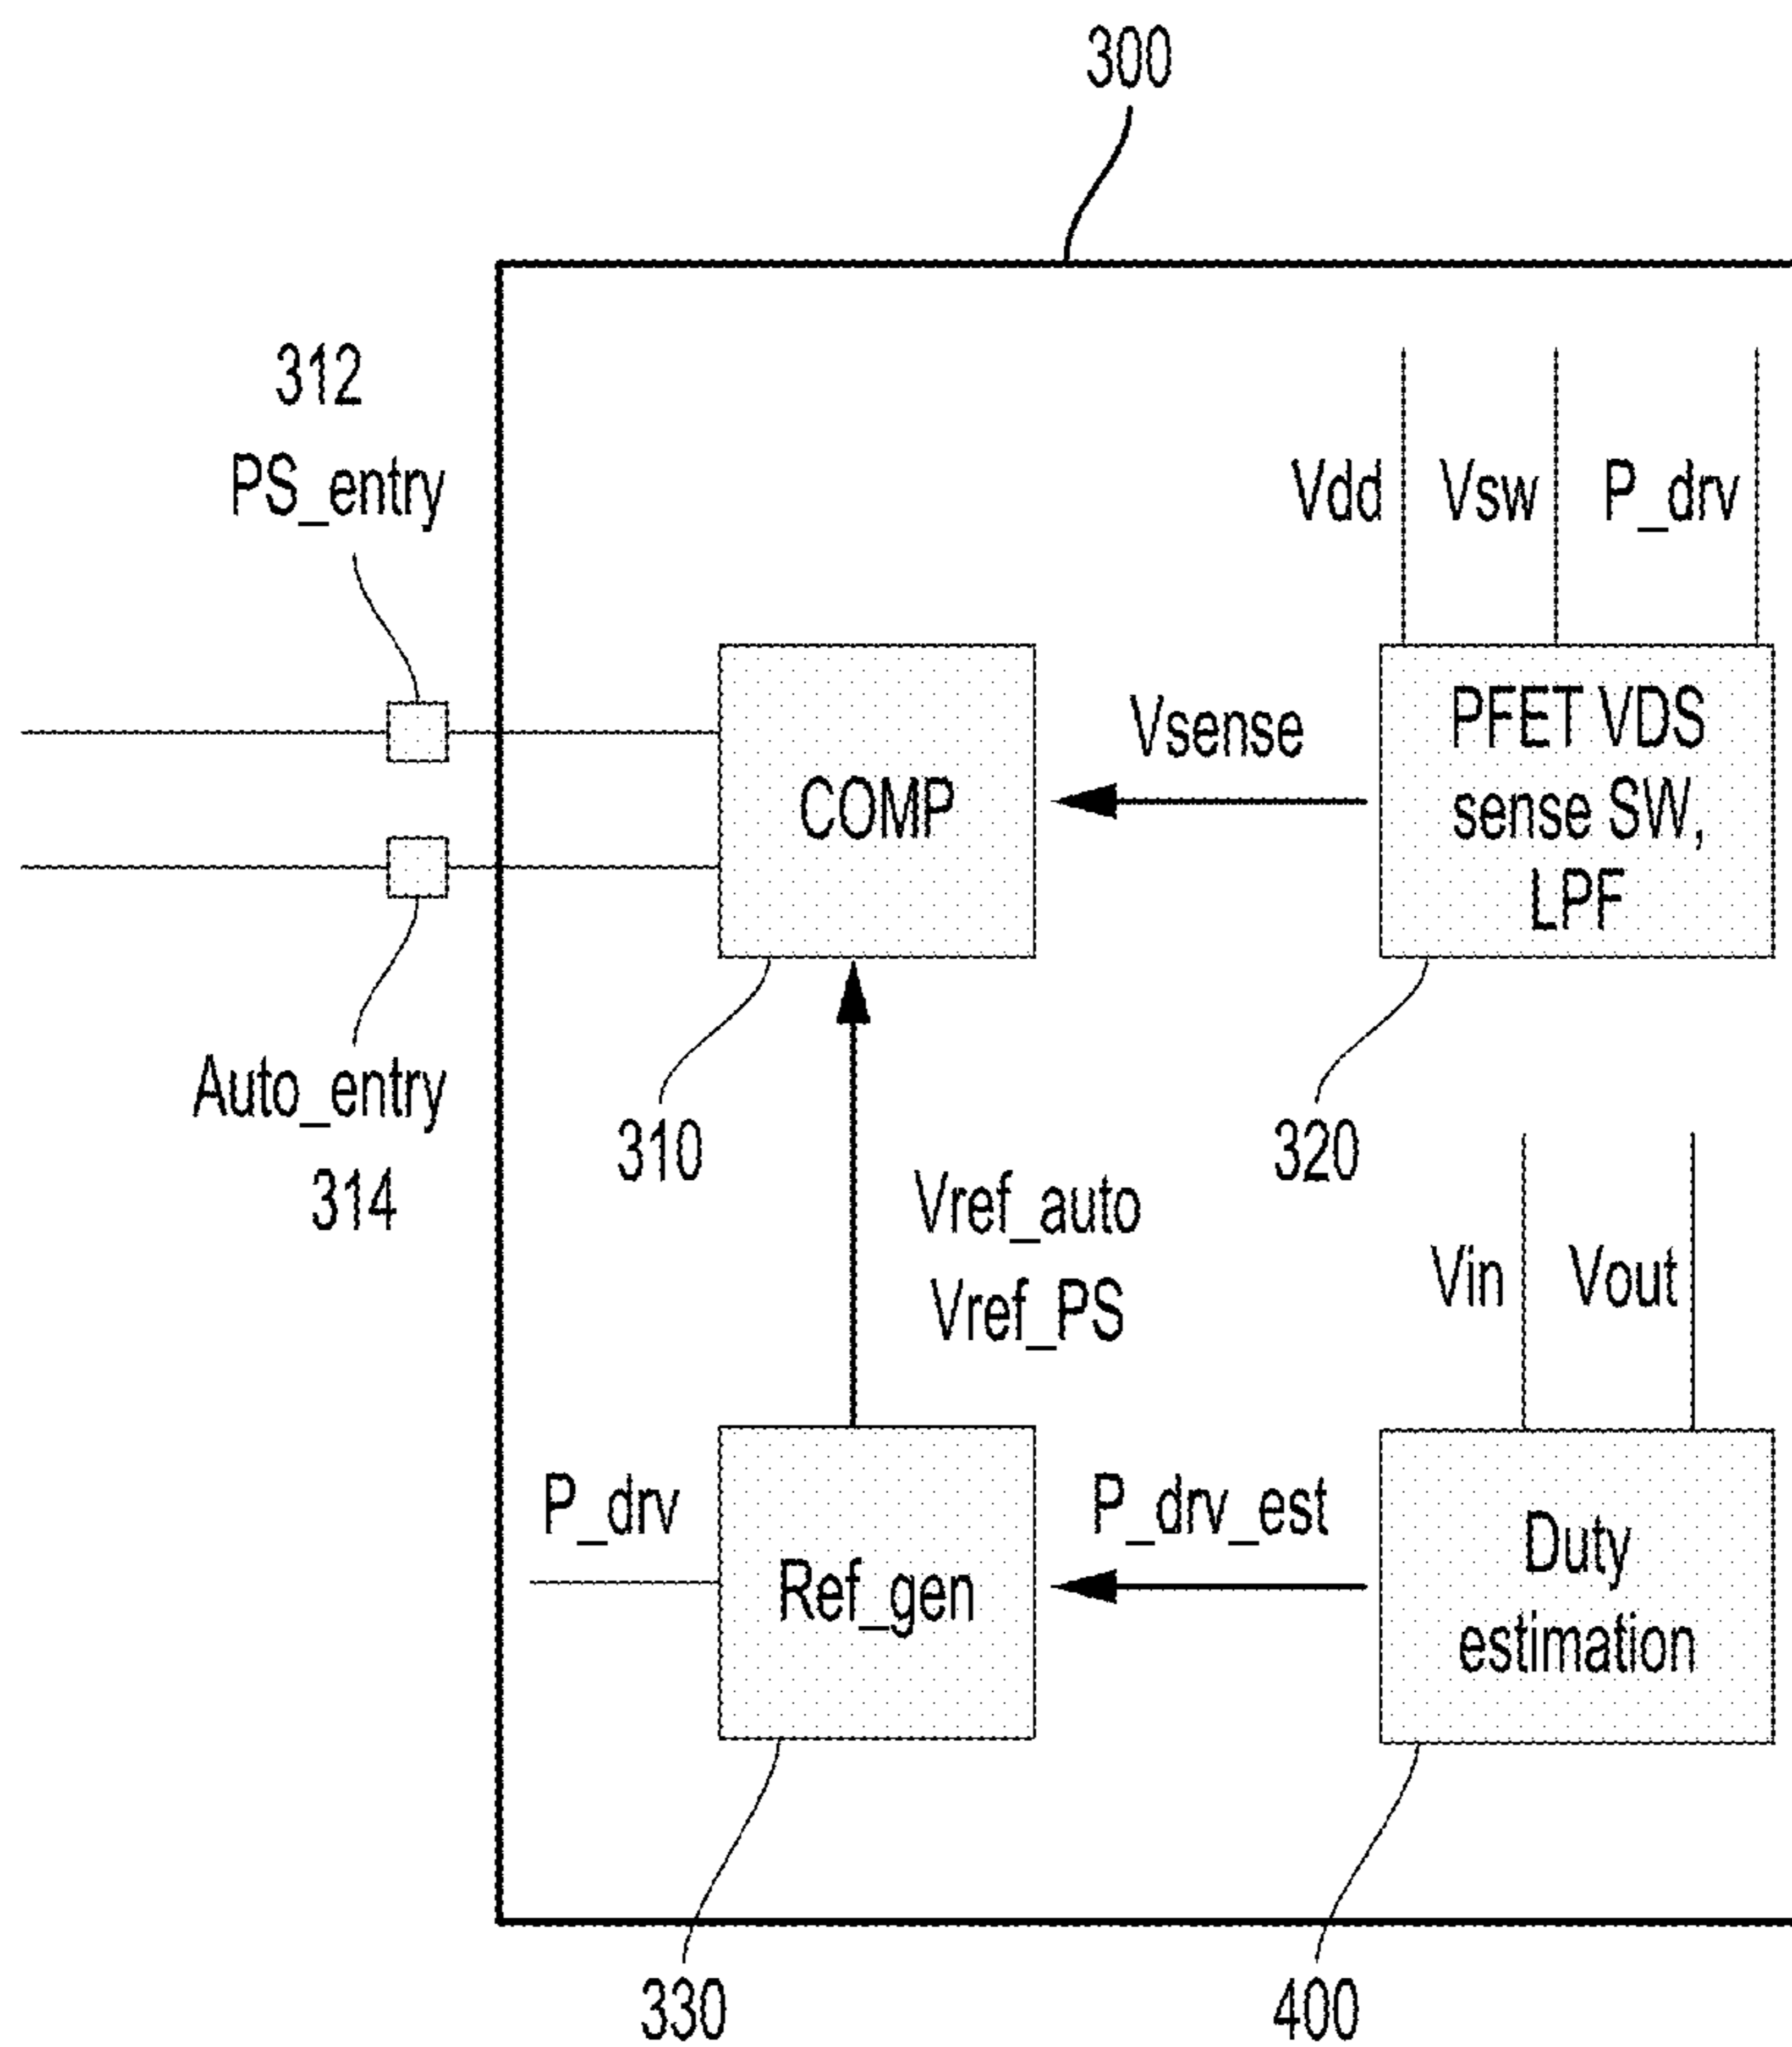 300
312
PS_entry
Vdd
Vsw
P_drv
COMP
Vsense
PFET VDS
sense SW,
LPF
Auto_entry
314
310
320
Vref_auto
Vref_PS
Vin
Vout
P_drv
Ref_gen
P_drv_est
Duty
estimation
330
400